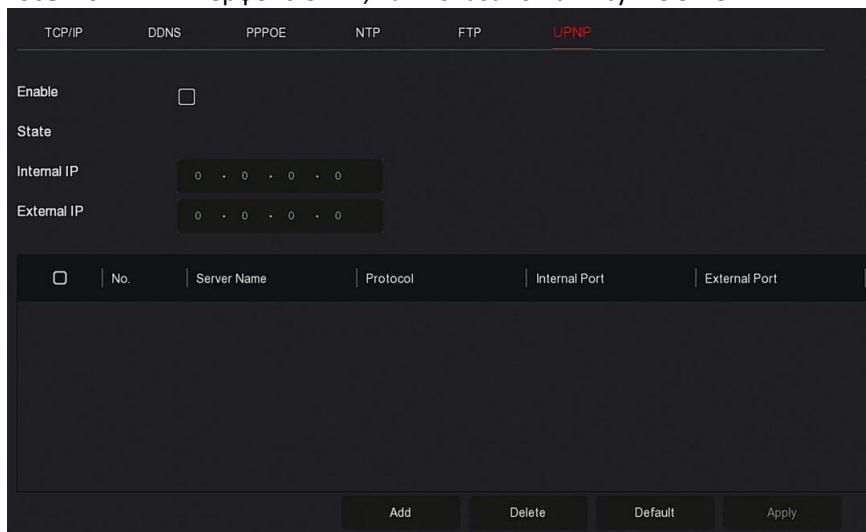 TCP/IP DDNS PPPOE NTP FTP UPNP
Enable
State
Internal IP 0 . 0 . 0 . 0
External IP 0 . 0 . 0 . 0
No. Server Name Protocol Internal Port External Port
Add Delete Default Apply